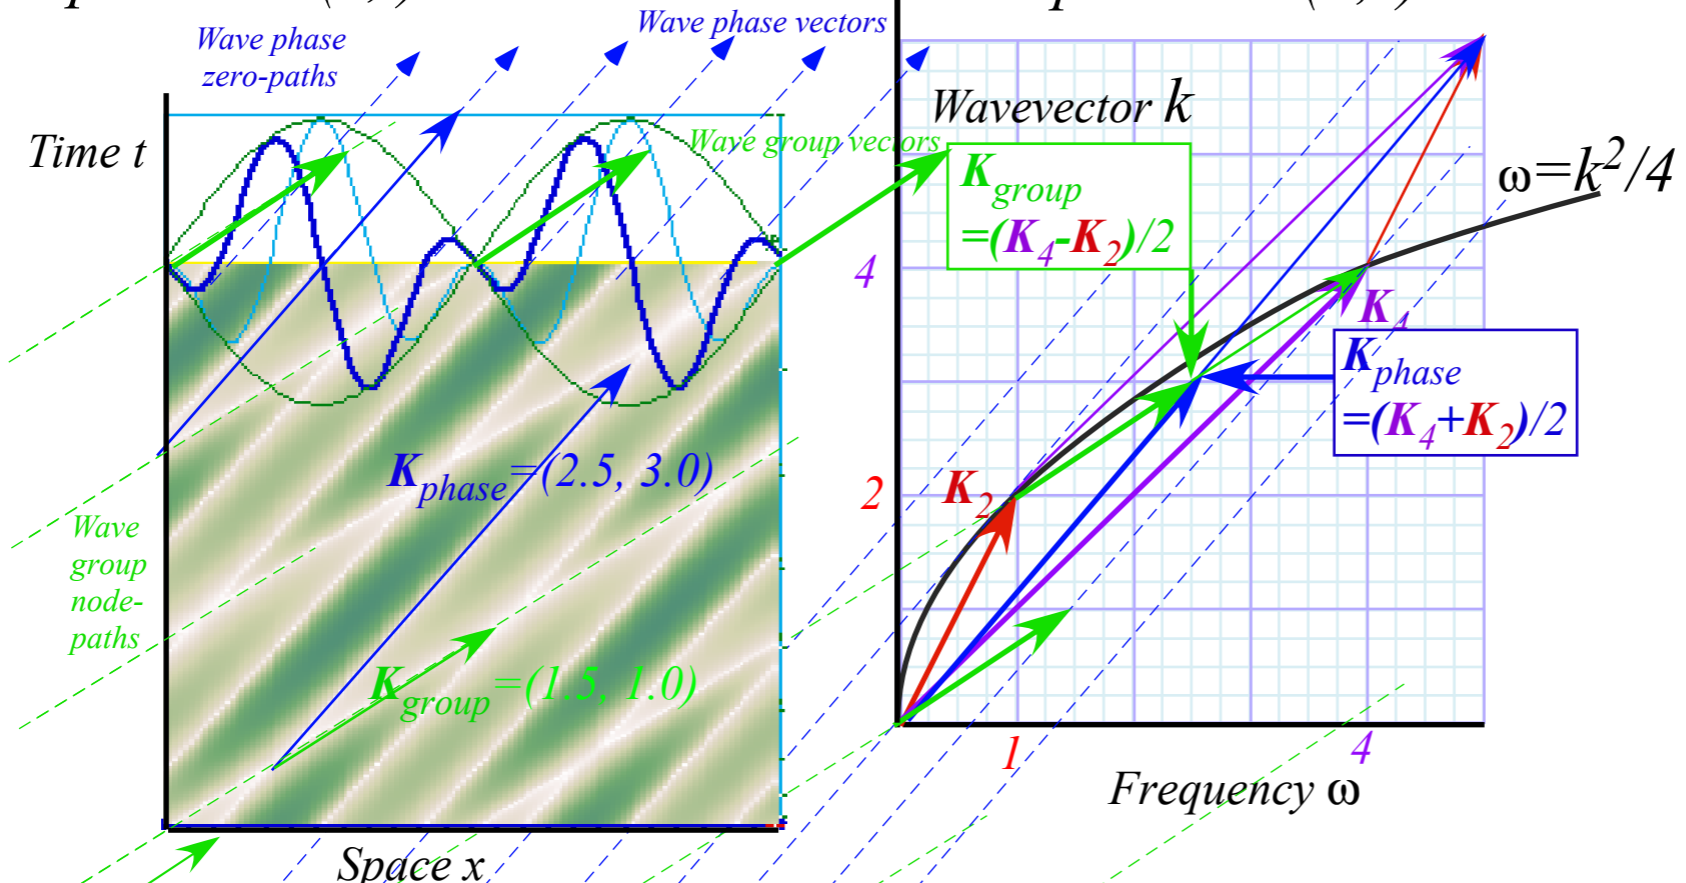 Wave phase
zero-paths
Wave phase vectors
Time t
Wave group vectors
Wave
group
node-
paths
K_phase=(2.5, 3.0)
K_group=(1.5, 1.0)
Space x
Wavevector k
K_group
=(K_4-K_2)/2
ω=k^2/4
4
K_4
K_phase
=(K_4+K_2)/2
2
K_2
1
4
Frequency ω